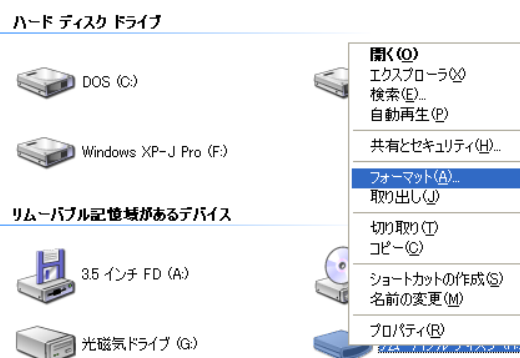 ハード ディスク ドライブ
DOS (C:)
Windows XP-J Pro (F:)
リムーバブル記憶域があるデバイス
3.5 インチ FD (A:)
光磁気ドライブ (G:)
開く(O)
エクスプローラ(X)
検索(E)...
自動再生(P)
共有とセキュリティ(H)...
フォーマット(A)...
取り出し(J)
切り取り(T)
コピー(C)
ショートカットの作成(S)
名前の変更(M)
プロパティ(R)